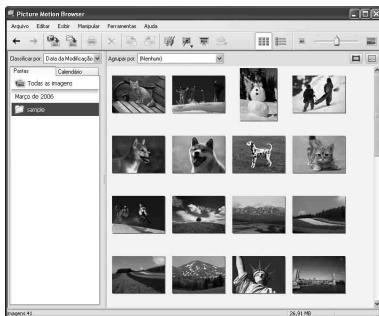 Picture Motion Browser
Arquivo Editar Exibir Manipular Ferramentas Ajuda
Classificar por: Data da Modificação Agrupar por: (Nenhum)
Pastas Calendário
Todas as imagens
Março de 2006
sample
imagens 41 26,91 MB